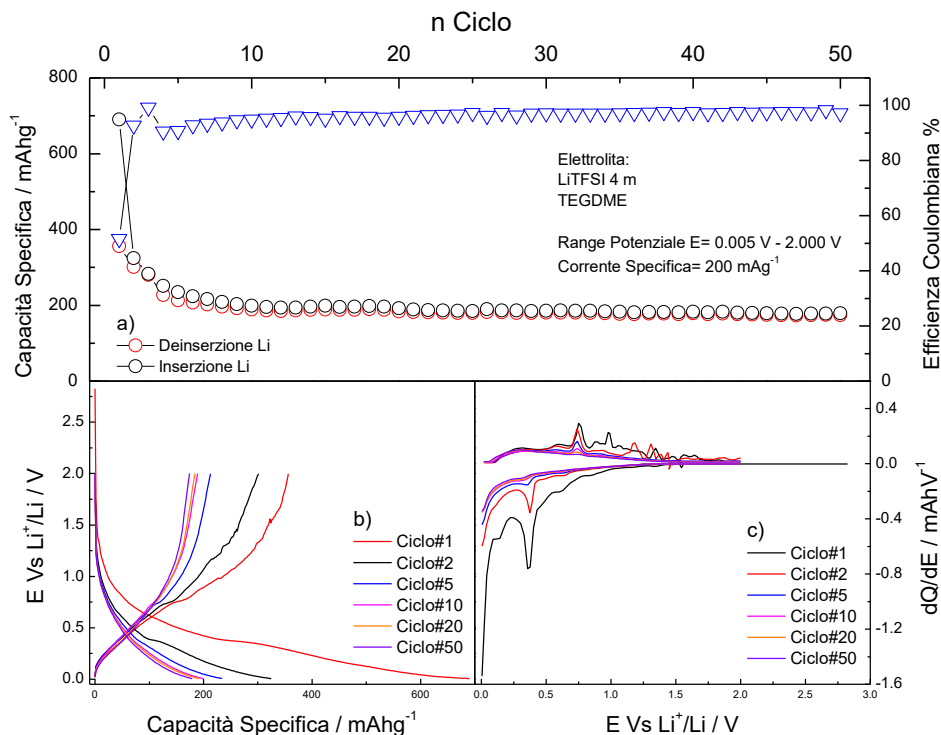 n Ciclo
0 10 20 30 40 50
Capacità Specifica / mAhg⁻¹
800
700
600
400
300
200
100
0
Efficienza Coulombiana %
100
80
60
40
20
0
Elettrolita:
LiTFSI 4 m
TEGDME
Range Potenziale E= 0.005 V - 2.000 V
Corrente Specifica= 200 mAg⁻¹
a)
Deinserzione Li
Inserzione Li
E Vs Li⁺/Li / V
2.5
2.0
1.5
1.0
0.5
0.0
b)
Ciclo#1
Ciclo#2
Ciclo#5
Ciclo#10
Ciclo#20
Ciclo#50
0 200 400 600
Capacità Specifica / mAhg⁻¹
c)
Ciclo#1
Ciclo#2
Ciclo#5
Ciclo#10
Ciclo#20
Ciclo#50
0.4
0.0
-0.4
-0.8
-1.2
-1.6
dQ/dE / mAhV⁻¹
0.0 0.5 1.0 1.5 2.0 2.5 3.0
E Vs Li⁺/Li / V